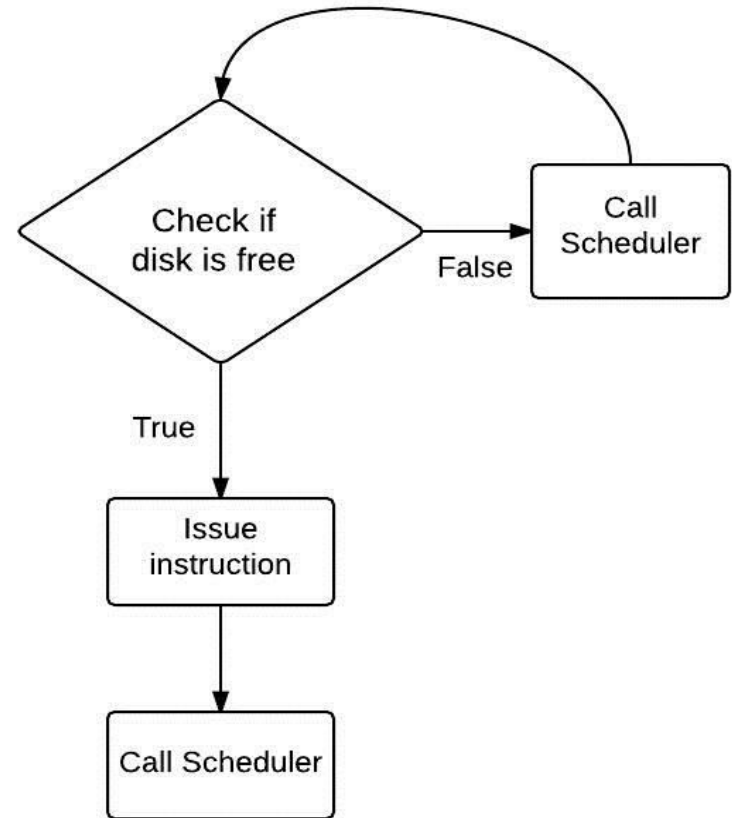 Check if
disk is free
Call
Scheduler
False
True
Issue
instruction
Call Scheduler